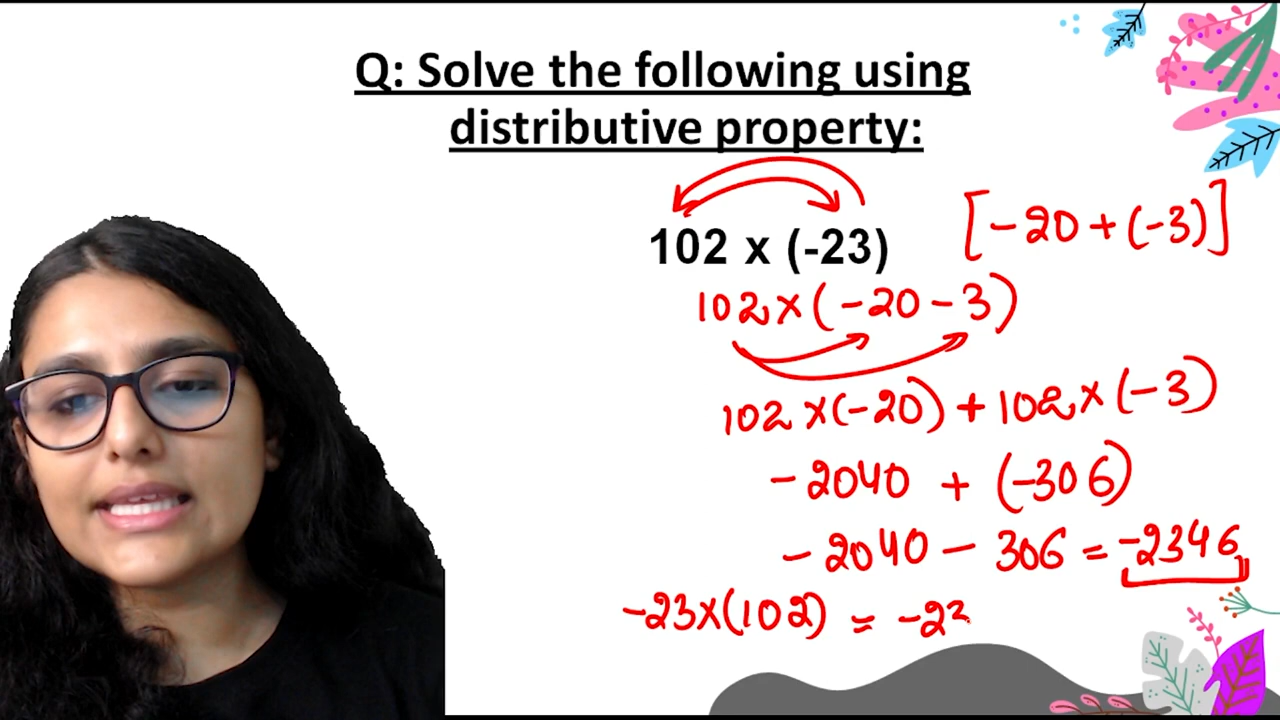 Q: Solve the following using
distributive property:
102 x (-23) [-20+(-3)]
102×(-20-3)
102×(-20)+102×(-3)
-2040 + (-306)
-2040 - 306 = -2346
-23×(102) = -23